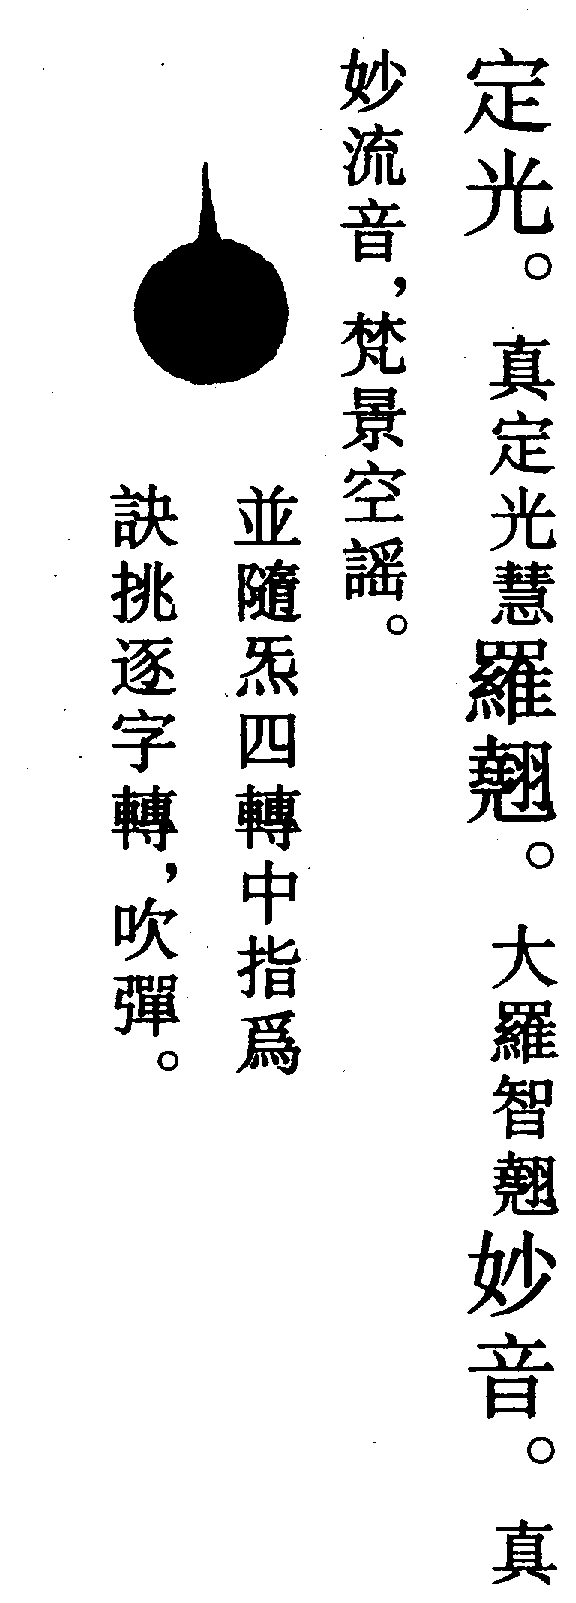 定光。真定光慧羅翹。大羅智翹妙音。真
妙流音，梵景空謡。
並隨炁四轉中指爲
訣挑逐字轉，吹彈。